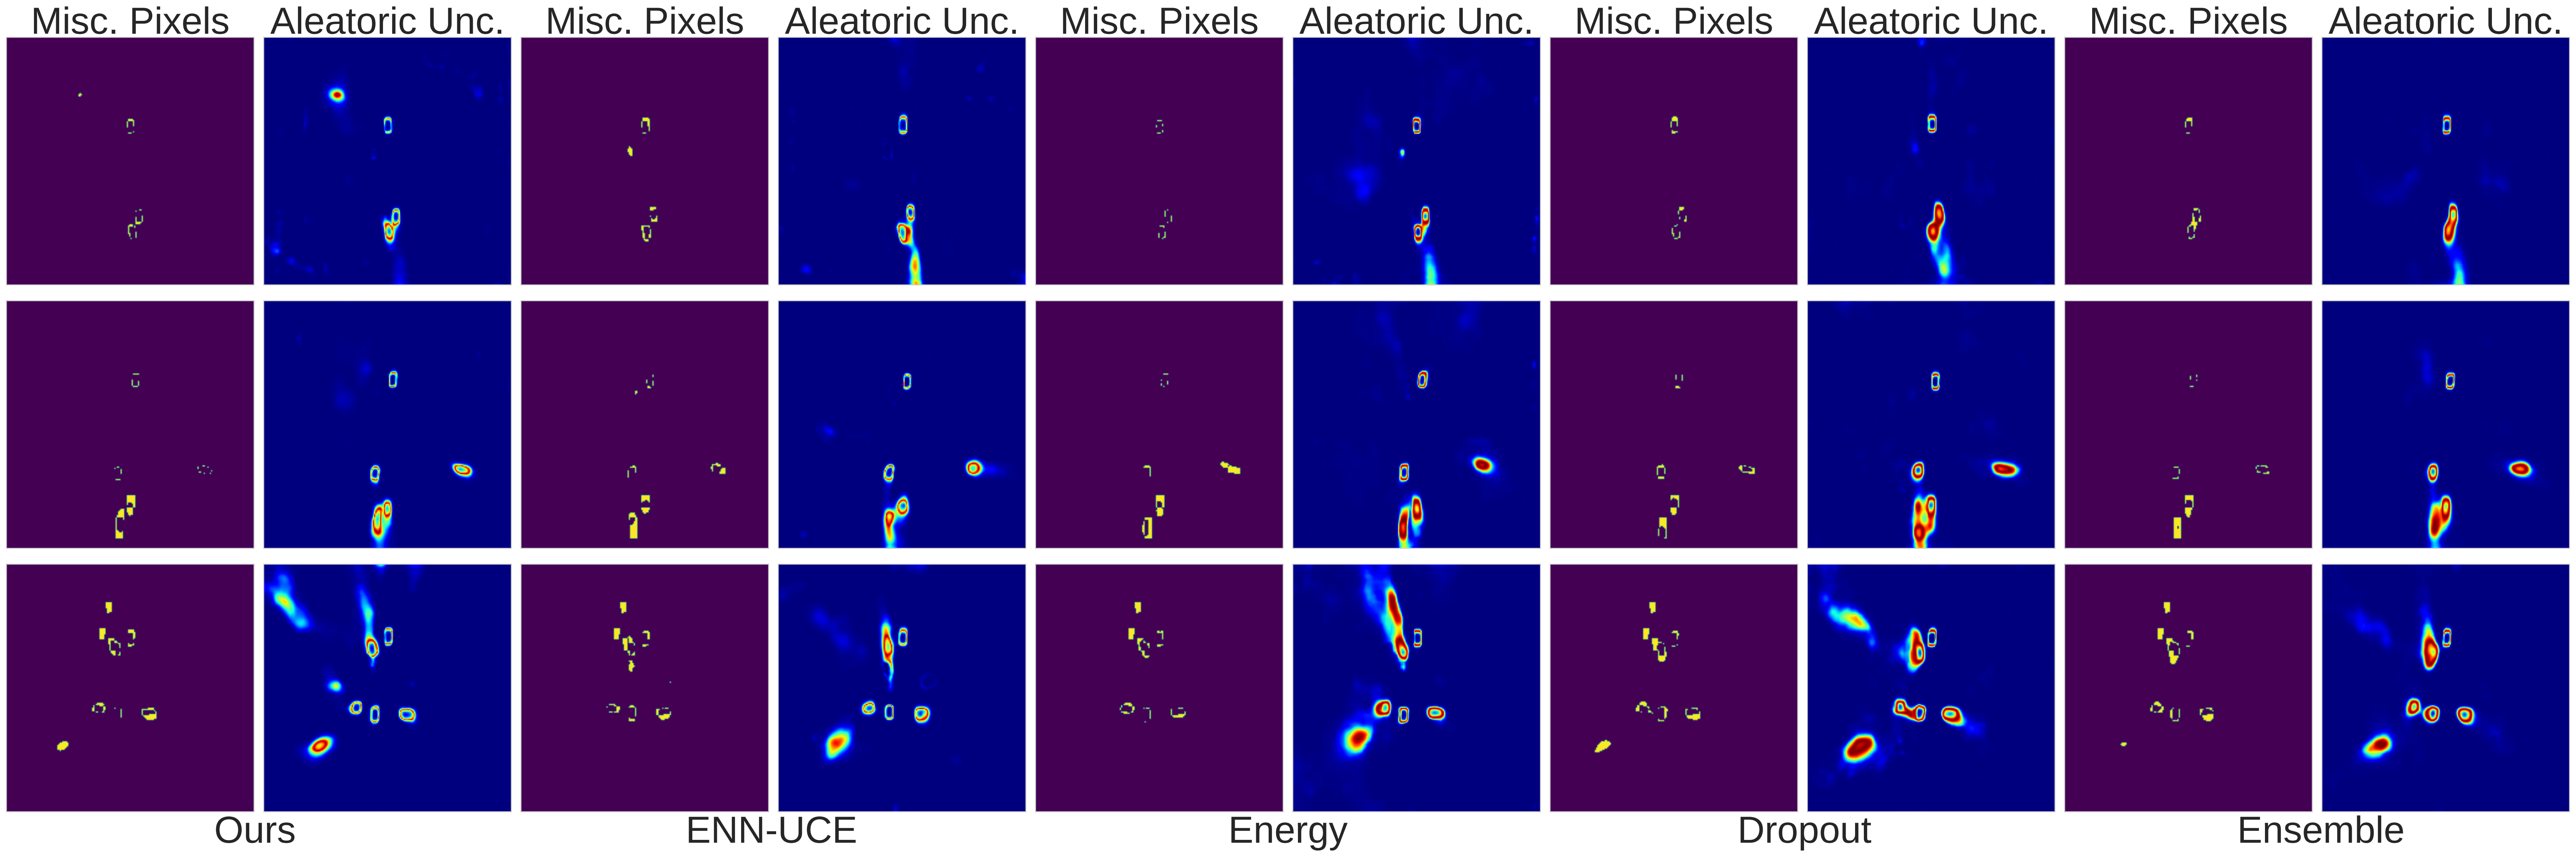 Misc. Pixels Aleatoric Unc. Misc. Pixels Aleatoric Unc. Misc. Pixels Aleatoric Unc. Misc. Pixels Aleatoric Unc. Misc. Pixels Aleatoric Unc.
Ours ENN-UCE Energy Dropout Ensemble